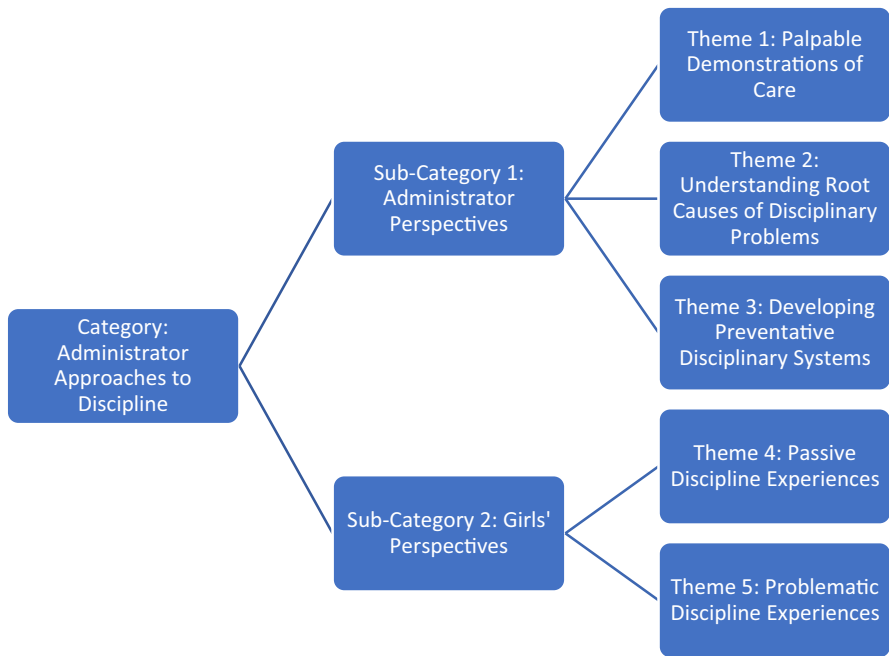 Category:
Administrator
Approaches to
Discipline
Sub-Category 1:
Administrator
Perspectives
Theme 1: Palpable
Demonstrations of
Care
Theme 2:
Understanding Root
Causes of Disciplinary
Problems
Theme 3: Developing
Preventative
Disciplinary Systems
Sub-Category 2: Girls'
Perspectives
Theme 4: Passive
Discipline Experiences
Theme 5: Problematic
Discipline Experiences